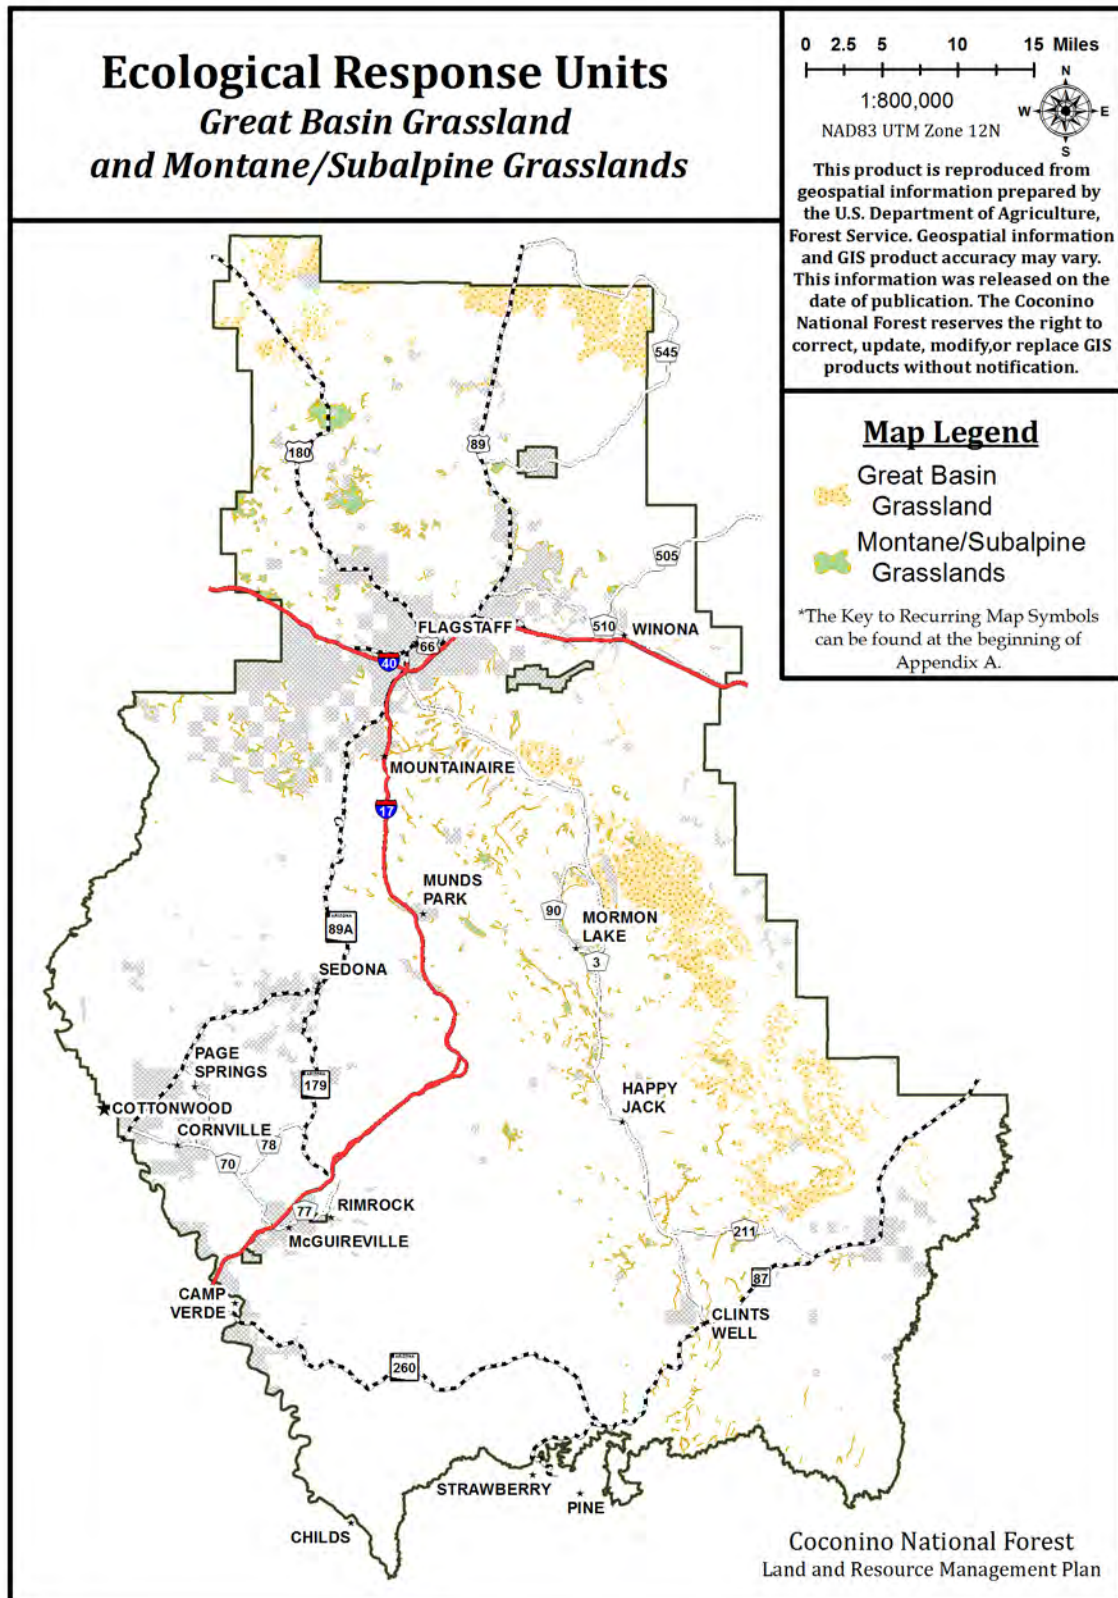 Ecological Response Units
Great Basin Grassland
and Montane/Subalpine Grasslands
0 2.5 5 10 15 Miles
1:800,000
NAD83 UTM Zone 12N
N
W E
S
This product is reproduced from
geospatial information prepared by
the U.S. Department of Agriculture,
Forest Service. Geospatial information
and GIS product accuracy may vary.
This information was released on the
date of publication. The Coconino
National Forest reserves the right to
correct, update, modify,or replace GIS
products without notification.
Map Legend
Great Basin
Grassland
Montane/Subalpine
Grasslands
*The Key to Recurring Map Symbols
can be found at the beginning of
Appendix A.
545
180
89
505
FLAGSTAFF
510
WINONA
66
40
MOUNTAINAIRE
17
MUNDS
PARK
90
MORMON
LAKE
ARIZONA
89A
3
SEDONA
PAGE
SPRINGS
ARIZONA
179
HAPPY
JACK
COTTONWOOD
CORNVILLE
78
70
77
RIMROCK
211
McGUIREVILLE
87
CAMP
VERDE
CLINTS
WELL
ARIZONA
260
STRAWBERRY
PINE
CHILDS
Coconino National Forest
Land and Resource Management Plan